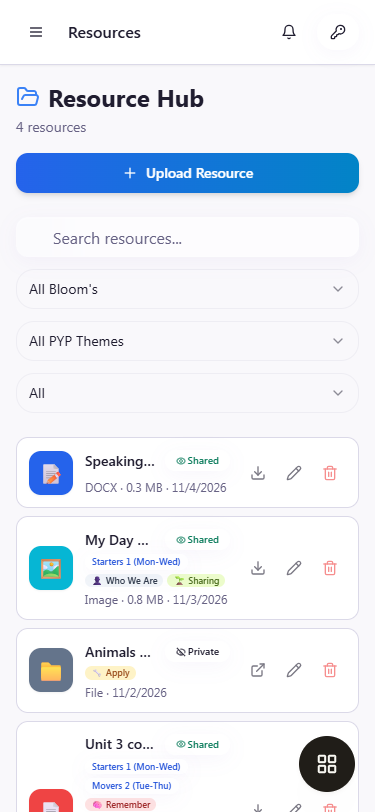 Resources
Resource Hub
4 resources
Upload Resource
Search resources...
All Bloom's
All PYP Themes
All
Speaking... Shared
DOCX · 0.3 MB · 11/4/2026
My Day ... Shared
Starters 1 (Mon-Wed)
Who We Are Sharing
Image · 0.8 MB · 11/3/2026
Animals ... Private
Apply
File · 11/2/2026
Unit 3 co... Shared
Starters 1 (Mon-Wed)
Movers 2 (Tue-Thu)
Remember